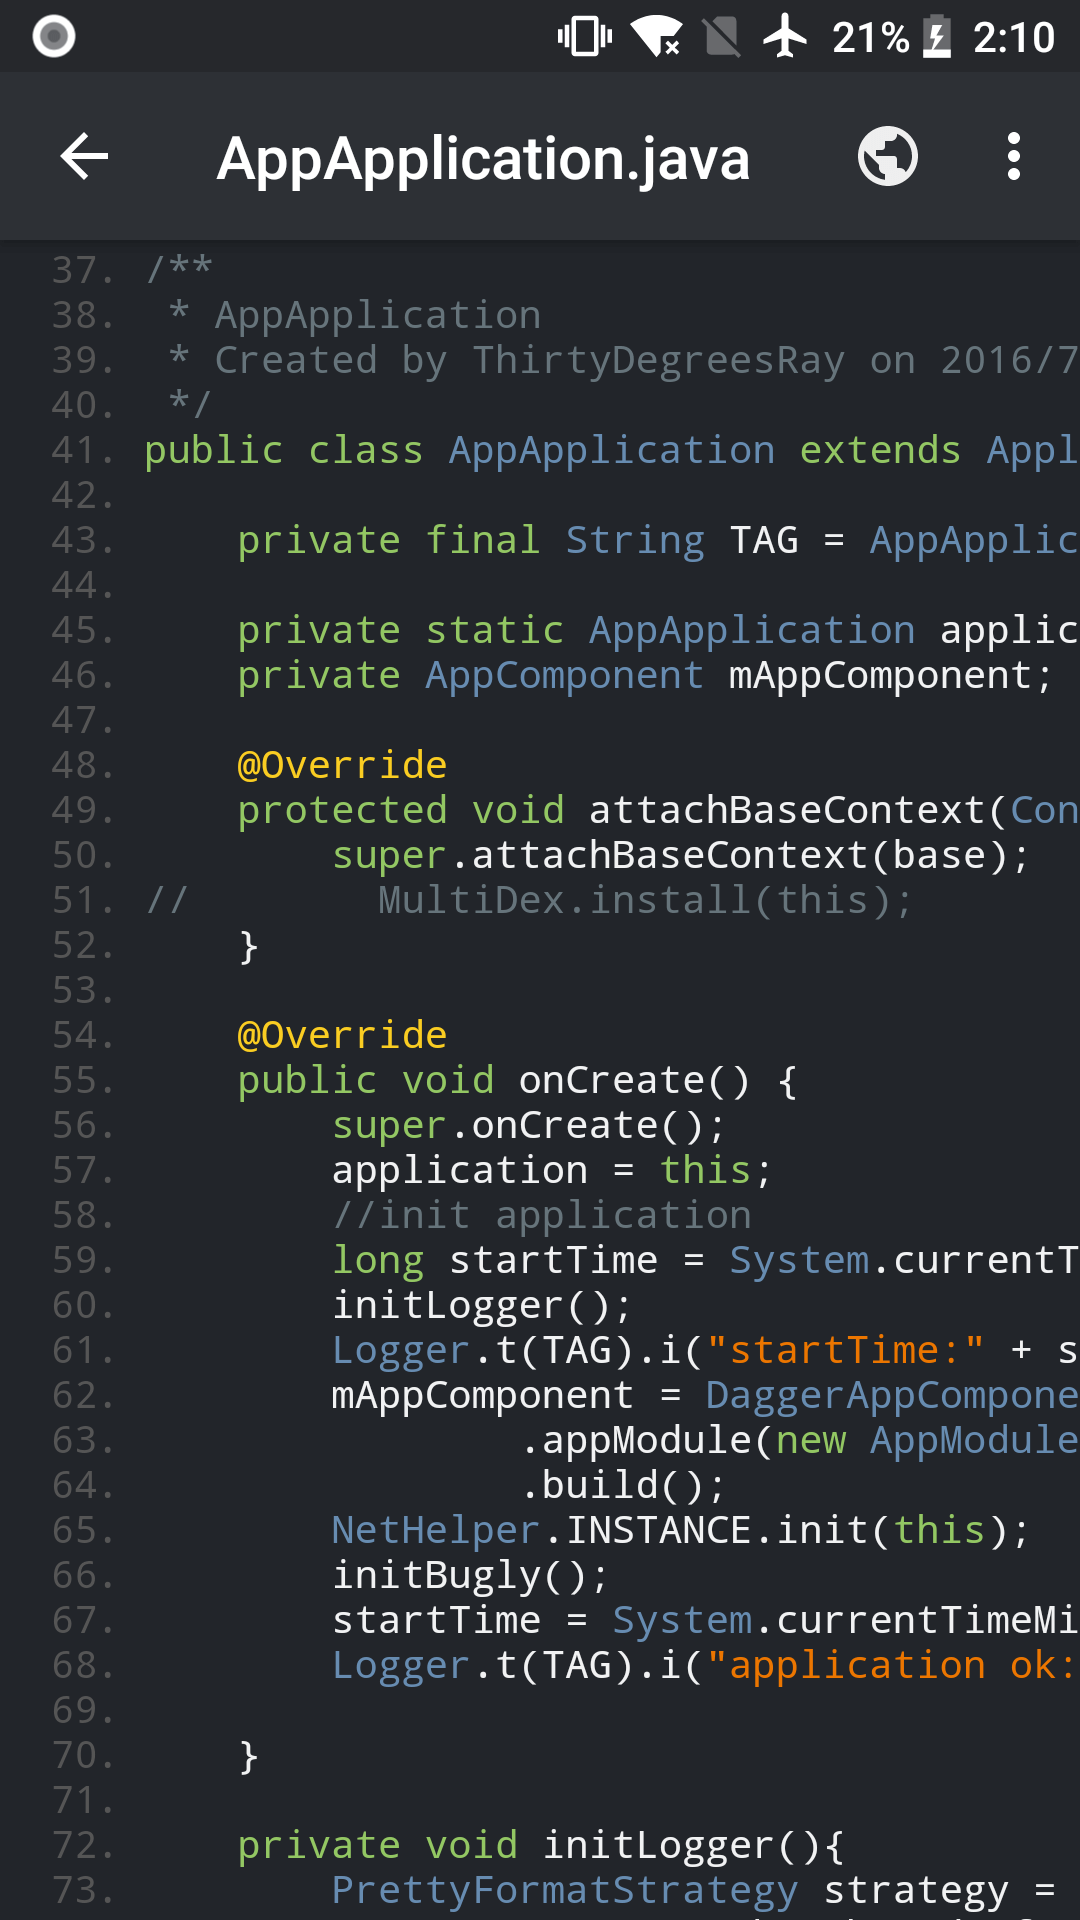 21% 2:10
AppApplication.java
37. /**
38.  * AppApplication
39.  * Created by ThirtyDegreesRay on 2016/7
40.  */
41. public class AppApplication extends Appl
42.
43.     private final String TAG = AppApplic
44.
45.     private static AppApplication applic
46.     private AppComponent mAppComponent;
47.
48.     @Override
49.     protected void attachBaseContext(Con
50.         super.attachBaseContext(base);
51. //        MultiDex.install(this);
52.     }
53.
54.     @Override
55.     public void onCreate() {
56.         super.onCreate();
57.         application = this;
58.         //init application
59.         long startTime = System.currentT
60.         initLogger();
61.         Logger.t(TAG).i("startTime:" + s
62.         mAppComponent = DaggerAppCompone
63.                 .appModule(new AppModule
64.                 .build();
65.         NetHelper.INSTANCE.init(this);
66.         initBugly();
67.         startTime = System.currentTimeMi
68.         Logger.t(TAG).i("application ok:
69.
70.     }
71.
72.     private void initLogger(){
73.         PrettyFormatStrategy strategy =